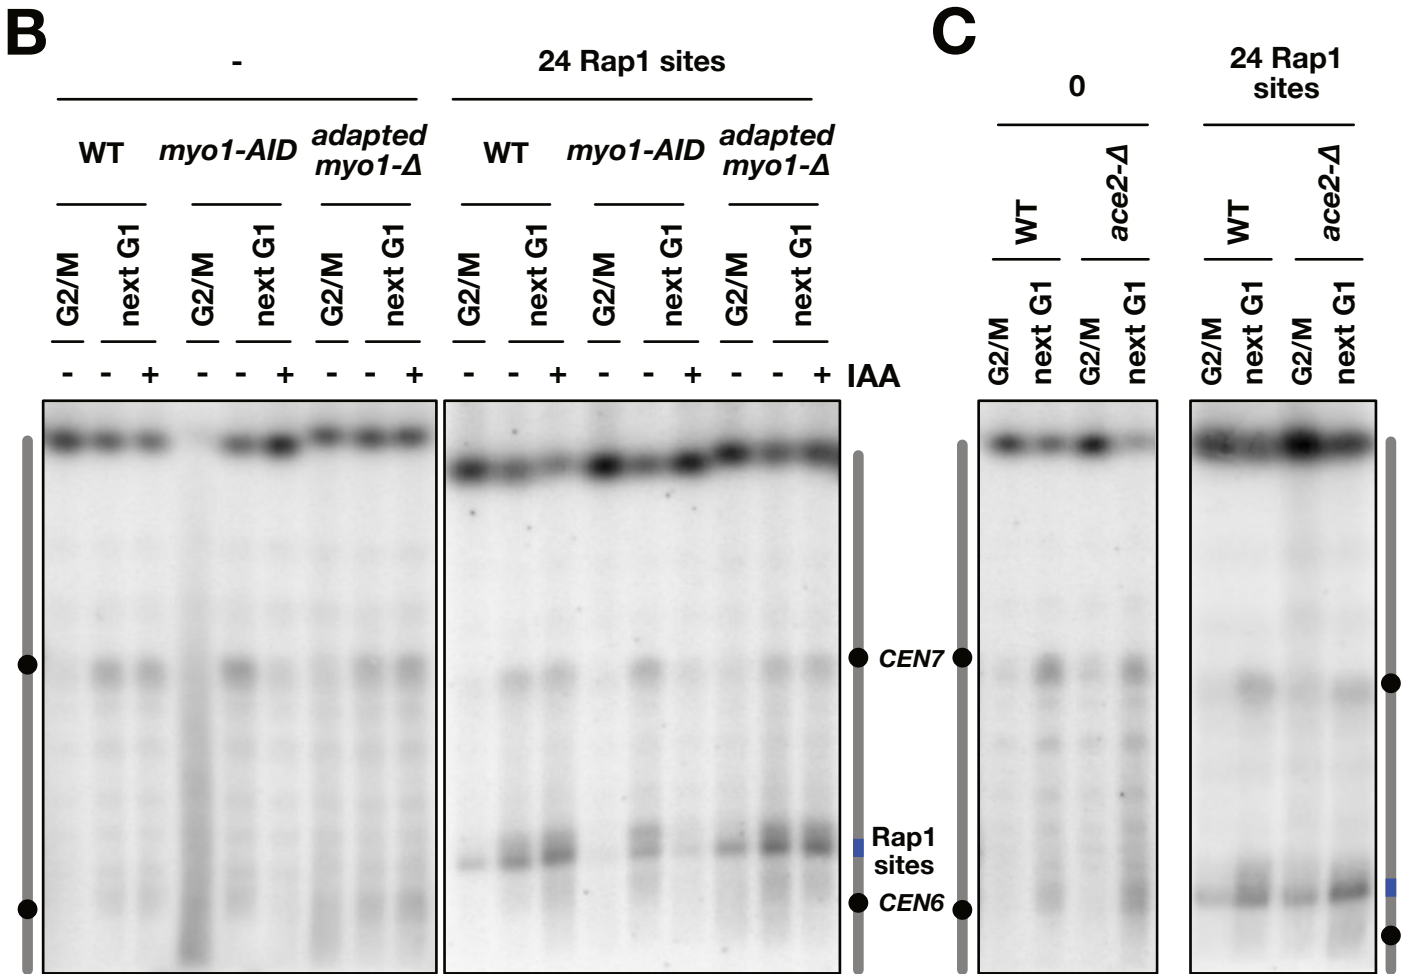 B
C
-
24 Rap1 sites
0
24 Rap1
sites
WT
myo1-AID
adapted
myo1-Δ
WT
myo1-AID
adapted
myo1-Δ
WT
ace2-Δ
WT
ace2-Δ
G2/M
next G1
G2/M
next G1
G2/M
next G1
G2/M
next G1
G2/M
next G1
G2/M
next G1
G2/M
next G1
G2/M
next G1
G2/M
next G1
G2/M
next G1
- - + - - + - - + - - + - - + - - + IAA
CEN7
Rap1
sites
CEN6